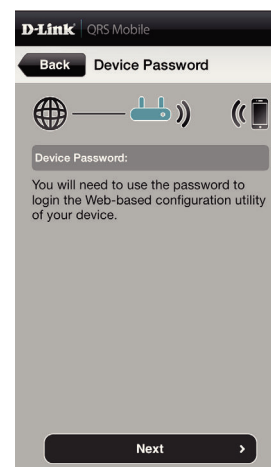 D-Link QRS Mobile
Back Device Password
Device Password:
You will need to use the password to
login the Web-based configuration utility
of your device.
Next